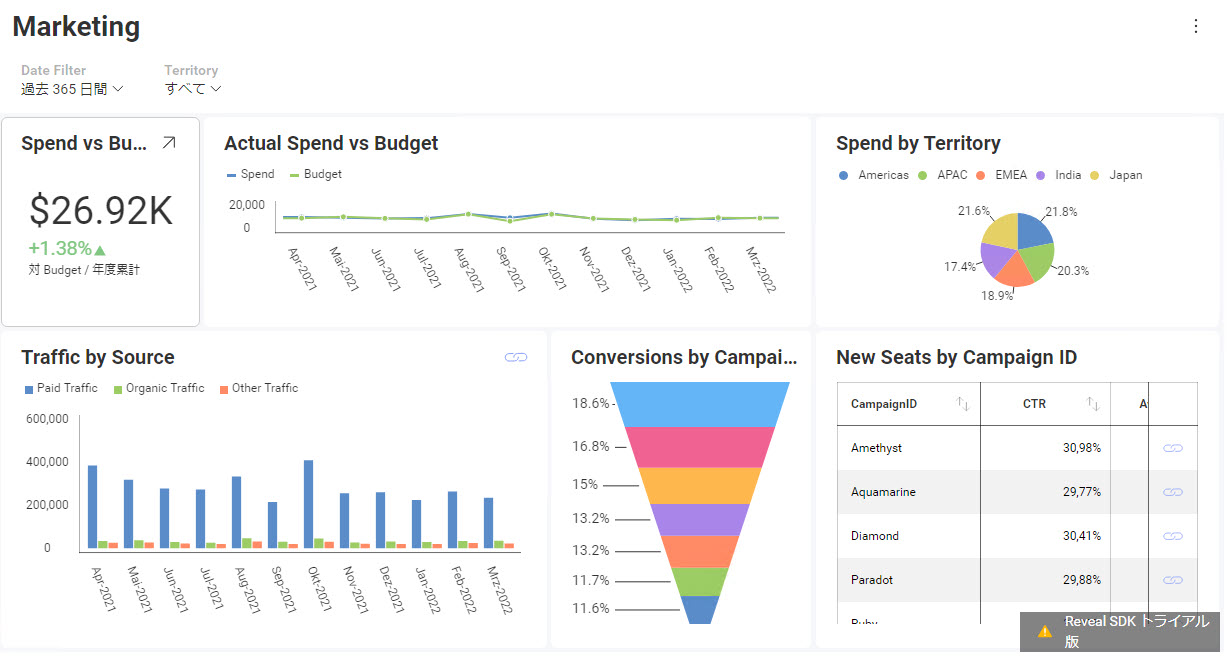 Marketing
Date Filter
過去 365 日間
Territory
すべて
Spend vs Bu...
$26.92K
+1.38%▲
対 Budget / 年度累計
Actual Spend vs Budget
Spend Budget
20,000
0
Apr-2021 Mai-2021 Jun-2021 Jul-2021 Aug-2021 Sep-2021 Okt-2021 Nov-2021 Dez-2021 Jan-2022 Feb-2022 Mrz-2022
Spend by Territory
Americas APAC EMEA India Japan
21.6% 21.8%
17.4% 20.3%
18.9%
Traffic by Source
Paid Traffic Organic Traffic Other Traffic
600,000
400,000
200,000
0
Apr-2021 Mai-2021 Jun-2021 Jul-2021 Aug-2021 Sep-2021 Okt-2021 Nov-2021 Dez-2021 Jan-2022 Feb-2022 Mrz-2022
Conversions by Campai...
18.6%
16.8%
15%
13.2%
13.2%
11.7%
11.6%
New Seats by Campaign ID
CampaignID CTR
Amethyst 30,98%
Aquamarine 29,77%
Diamond 30,41%
Paradot 29,88%
Ruby
Reveal SDK トライアル
版